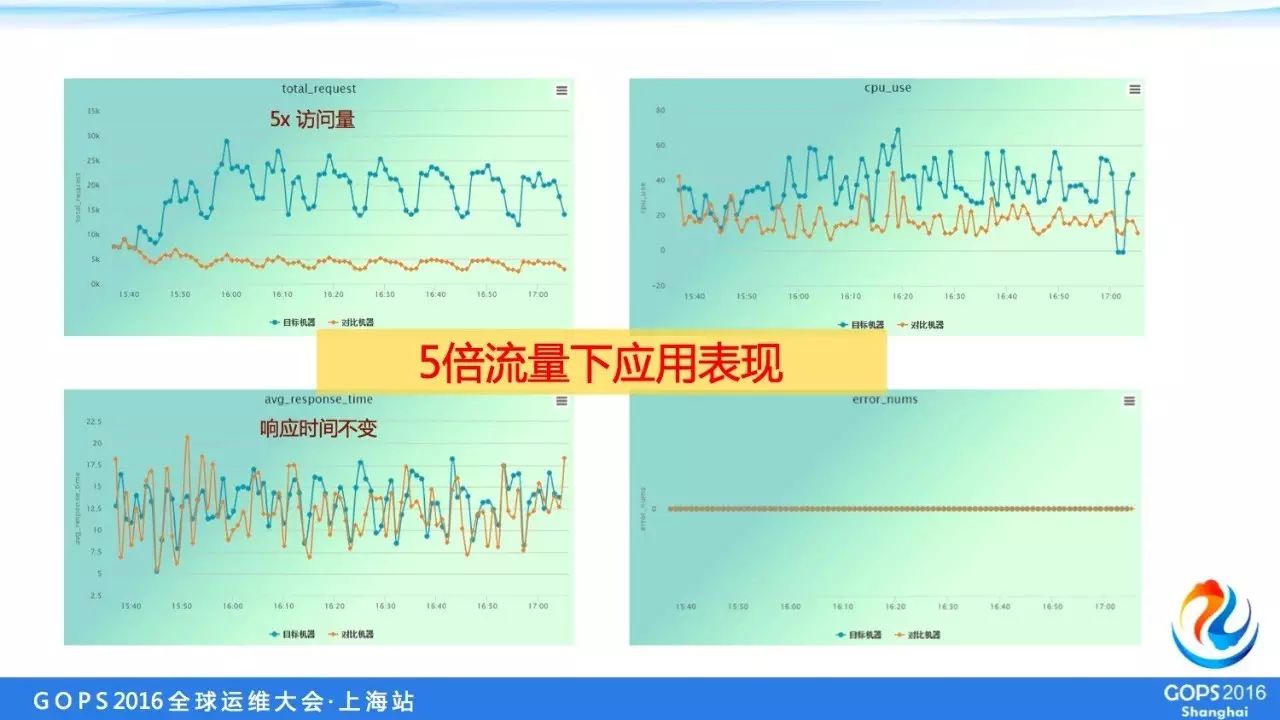 total_request
5x 访问量
35k
30k
25k
20k
15k
10k
5k
0k
total_request
15:40 15:50 16:00 16:10 16:20 16:30 16:40 16:50 17:00
目标机器 对比机器
cpu_use
80
60
40
20
0
-20
cpu_use
15:40 15:50 16:00 16:10 16:20 16:30 16:40 16:50 17:00
目标机器 对比机器
5倍流量下应用表现
avg_response_time
响应时间不变
22.5
20
17.5
15
12.5
10
7.5
5
2.5
avg_response_time
15:40 15:50 16:00 16:10 16:20 16:30 16:40 16:50 17:00
目标机器 对比机器
error_nums
0
error_nums
15:40 15:50 16:00 16:10 16:20 16:30 16:40 16:50 17:00
目标机器 对比机器
GOPS2016全球运维大会·上海站
GOPS2016
Shanghai